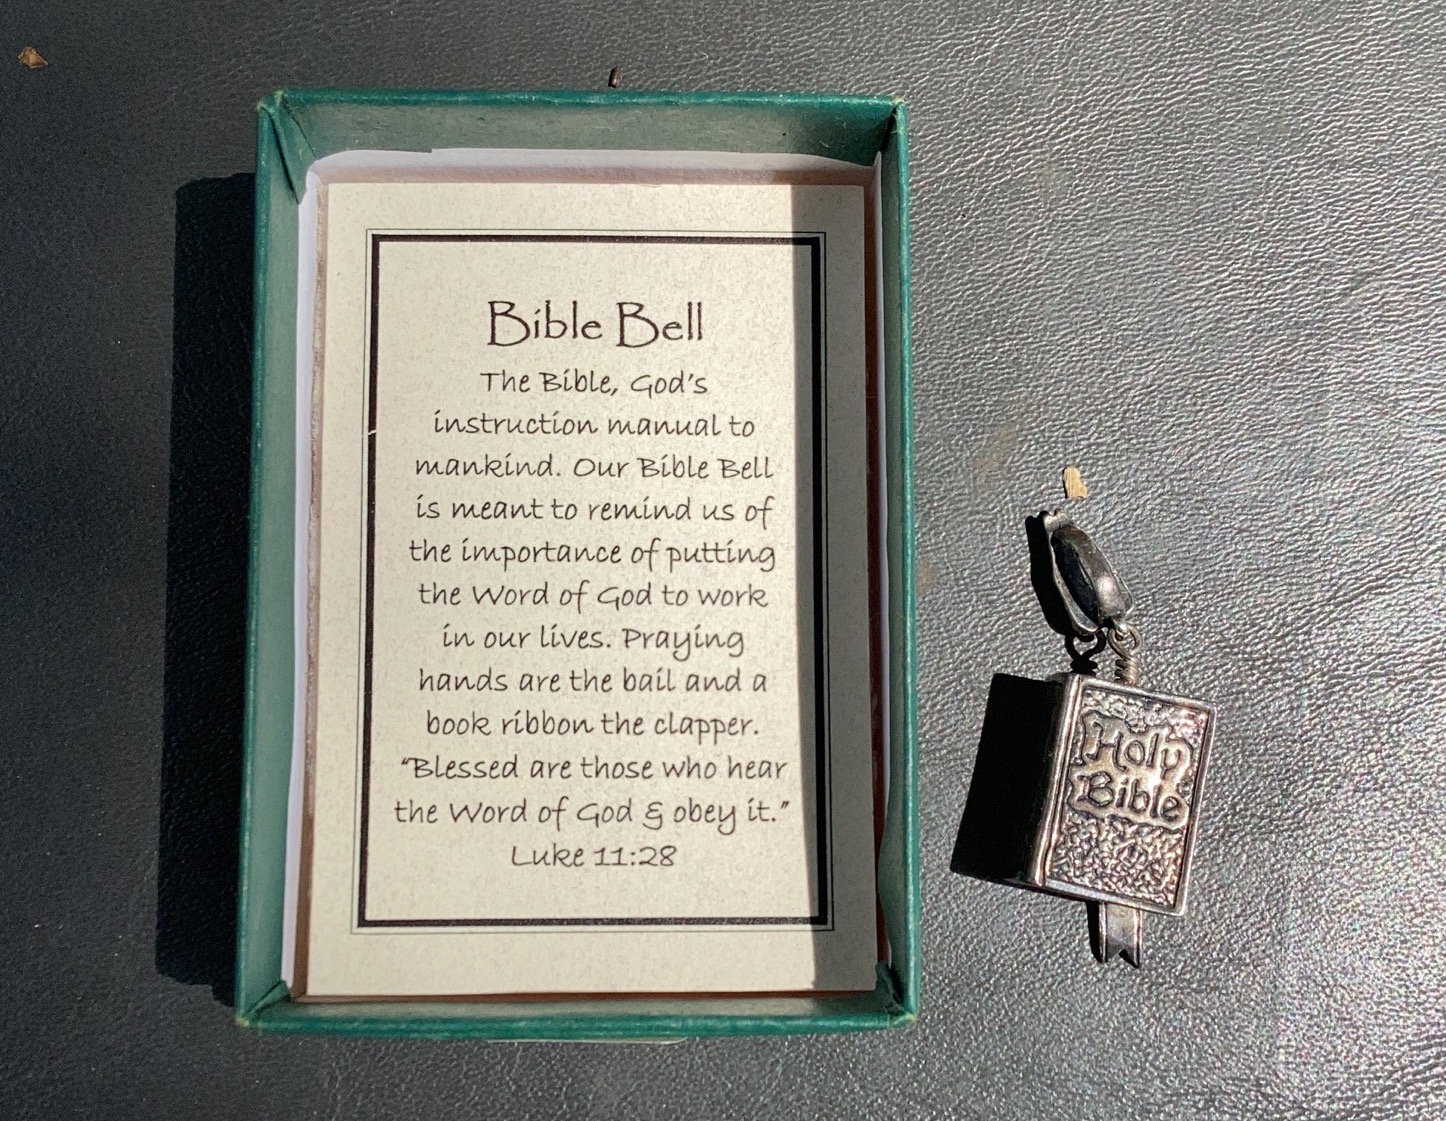 Bible Bell
The Bible, God's
instruction manual to
mankind. Our Bible Bell
is meant to remind us of
the importance of putting
the Word of God to work
in our lives. Praying
hands are the bail and a
book ribbon the clapper.
"Blessed are those who hear
the Word of God & obey it."
Luke 11:28
Holy
Bible